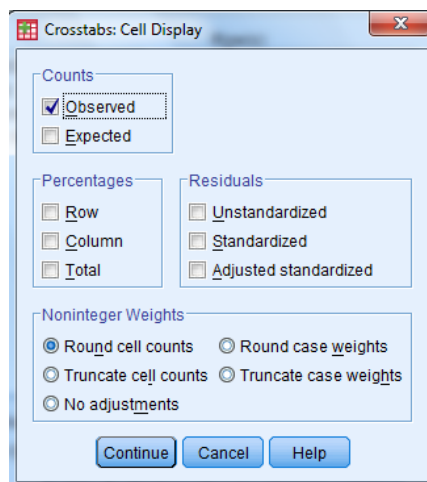 Crosstabs: Cell Display
Counts
Observed
Expected
Percentages
Row
Column
Total
Residuals
Unstandardized
Standardized
Adjusted standardized
Noninteger Weights
Round cell counts
Round case weights
Truncate cell counts
Truncate case weights
No adjustments
Continue
Cancel
Help